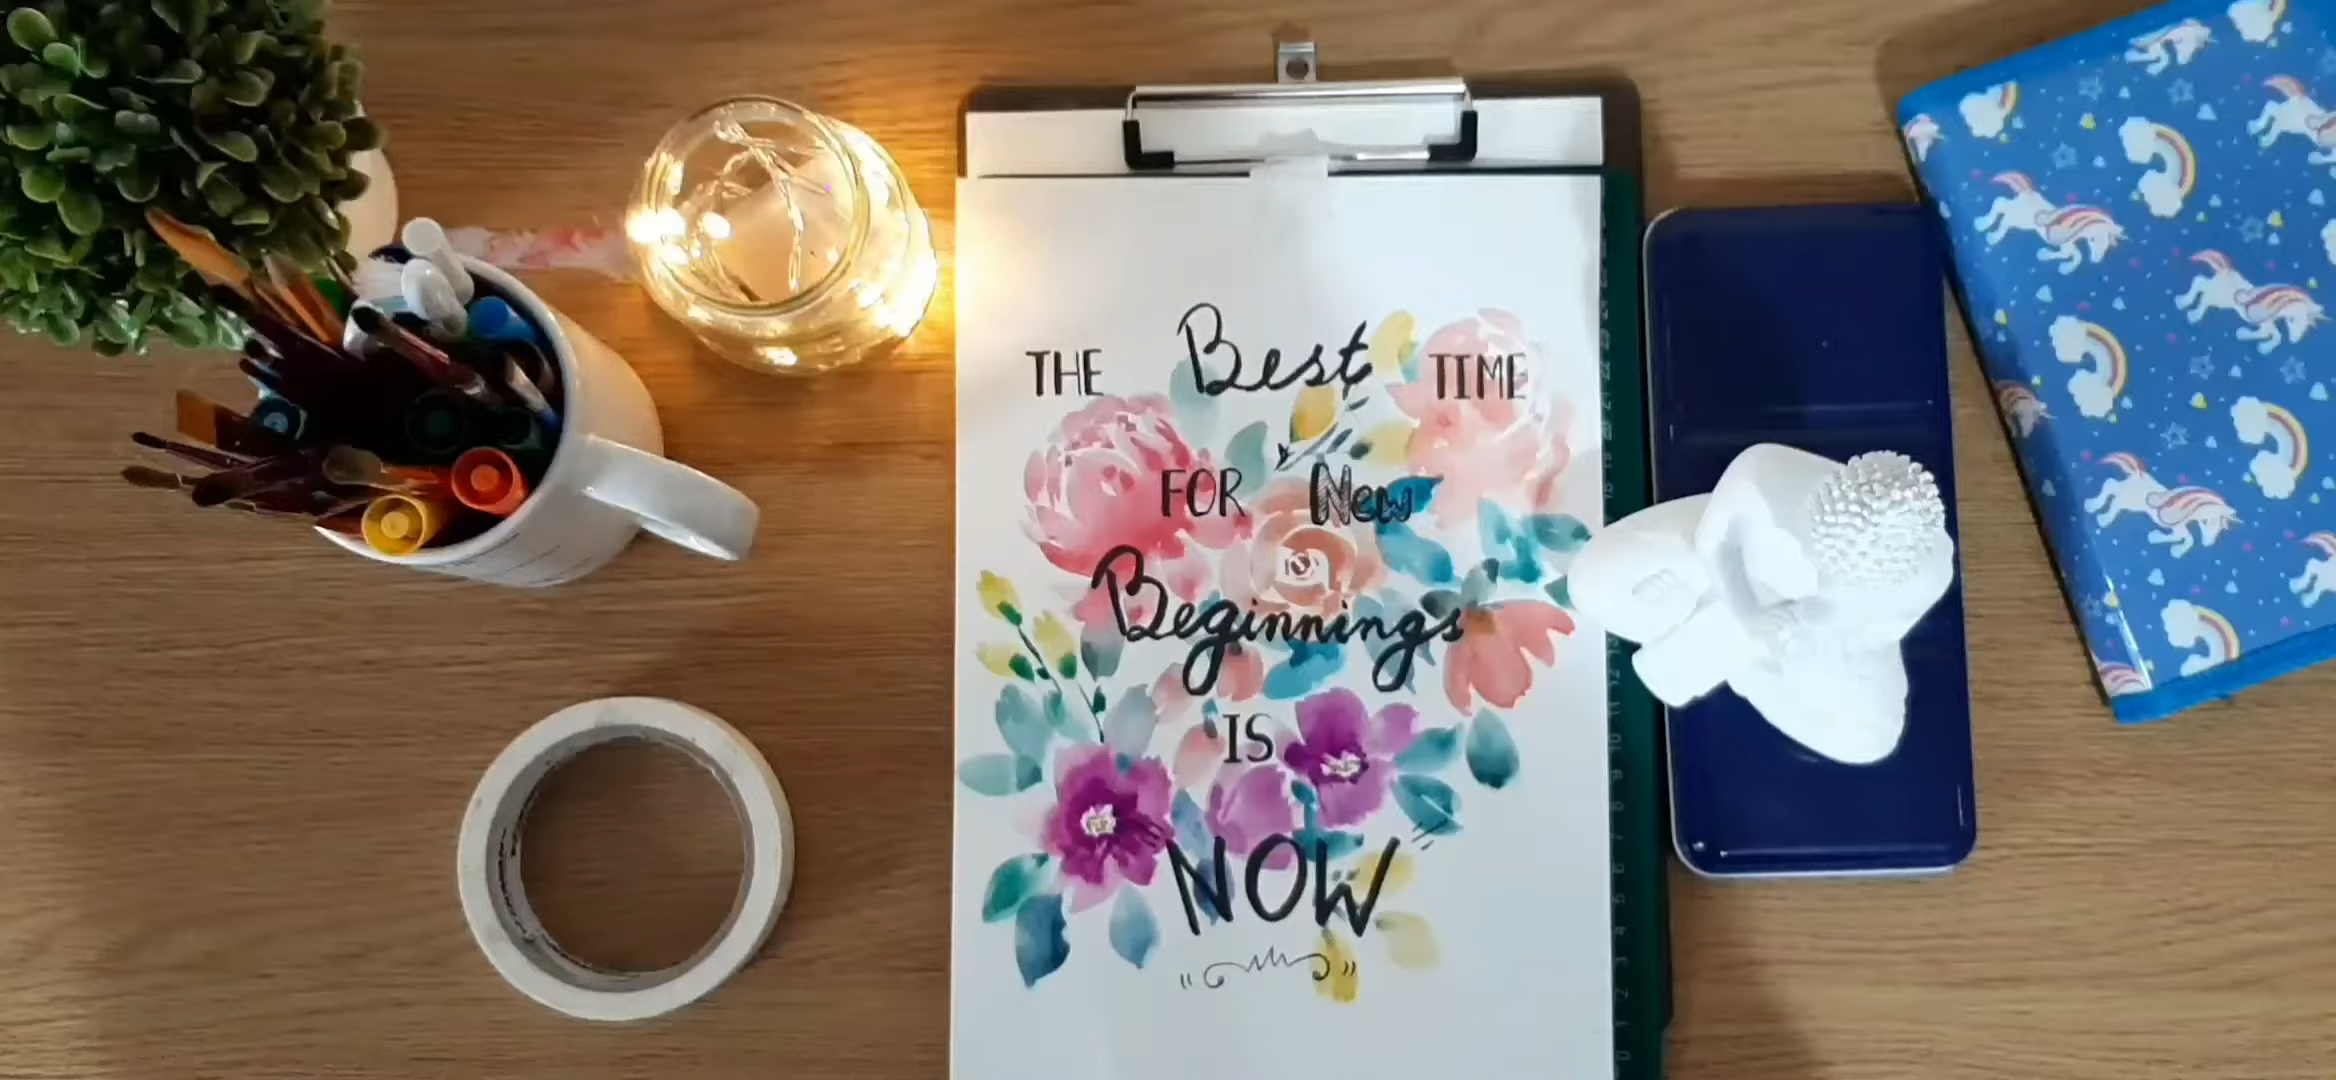 THE Best TIME
FOR New
Beginnings
IS
NOW